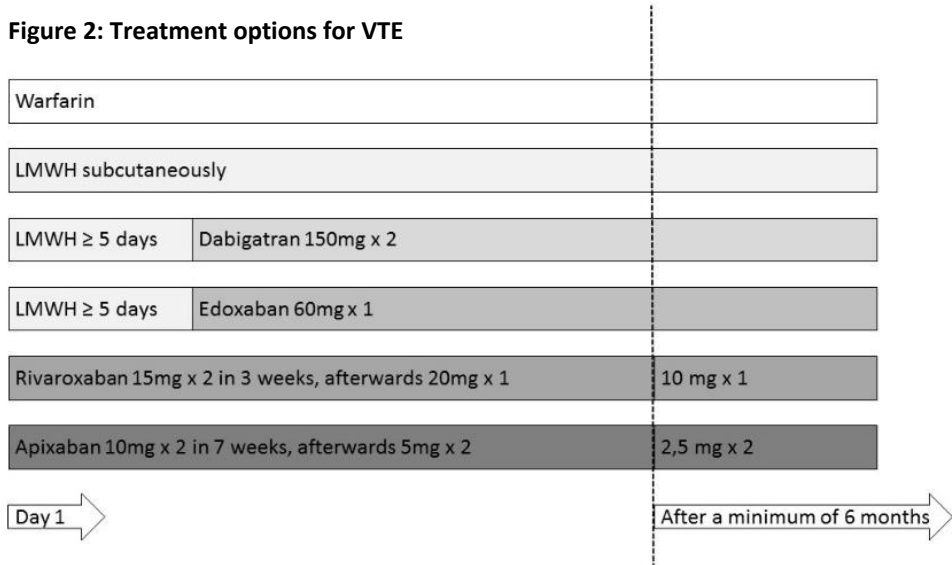 Figure 2: Treatment options for VTE
Warfarin
LMWH subcutaneously
LMWH ≥ 5 days Dabigatran 150mg x 2
LMWH ≥ 5 days Edoxaban 60mg x 1
Rivaroxaban 15mg x 2 in 3 weeks, afterwards 20mg x 1 10 mg x 1
Apixaban 10mg x 2 in 7 weeks, afterwards 5mg x 2 2,5 mg x 2
Day 1 After a minimum of 6 months